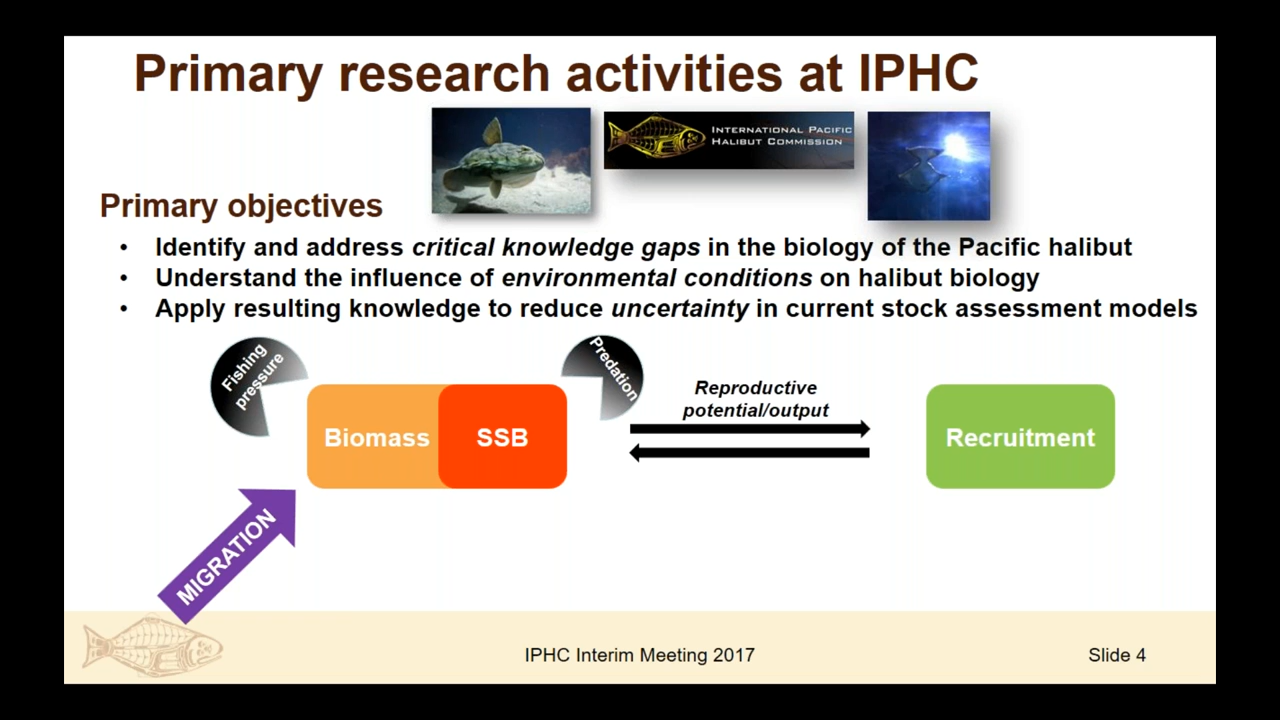 Primary research activities at IPHC
INTERNATIONAL PACIFIC
HALIBUT COMMISSION
Primary objectives
• Identify and address critical knowledge gaps in the biology of the Pacific halibut
• Understand the influence of environmental conditions on halibut biology
• Apply resulting knowledge to reduce uncertainty in current stock assessment models
Fishing
pressure
Predation
Reproductive
potential/output
Biomass
SSB
Recruitment
MIGRATION
IPHC Interim Meeting 2017
Slide 4